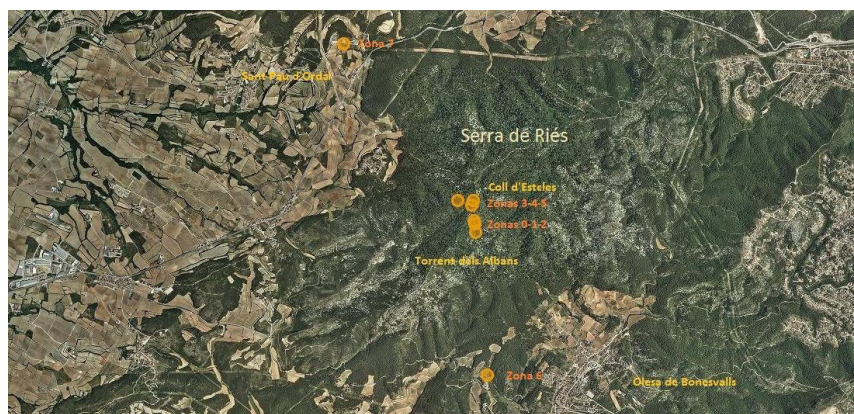 Zona 7
Sant Pau d'Ordal
Serra de Riés
Coll d'Esteles
Zonas 3-4-5
Zonas 0-1-2
Torrent dels Albans
Zona 6
Olesa de Bonesvalls